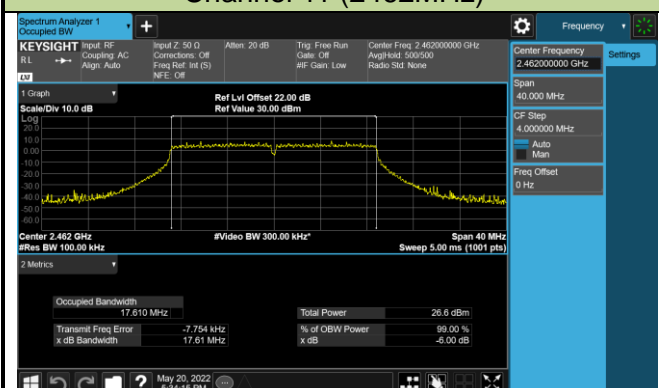 Channel 11 (2462MHz)
Spectrum Analyzer 1
Occupied BW
Frequency
KEYSIGHT
Input: RF
Input Z: 50 Ω
Atten: 20 dB
Trig: Free Run
Center Freq: 2.462000000 GHz
RL
Coupling: AC
Corrections: Off
Gate: Off
Avg|Hold: 500/500
Align: Auto
Freq Ref: Int (S)
#IF Gain: Low
Radio Std: None
LXI
NFE: Off
Center Frequency
2.462000000 GHz
Settings
Span
40.000 MHz
CF Step
4.000000 MHz
Auto
Man
Freq Offset
0 Hz
1 Graph
Ref Lvl Offset 22.00 dB
Scale/Div 10.0 dB
Ref Value 30.00 dBm
Log
20.0
10.0
0.00
-10.0
-20.0
-30.0
-40.0
-50.0
-60.0
Center 2.462 GHz
#Video BW 300.00 kHz*
Span 40 MHz
#Res BW 100.00 kHz
Sweep 5.00 ms (1001 pts)
2 Metrics
Occupied Bandwidth
17.610 MHz
Total Power
26.6 dBm
Transmit Freq Error
-7.754 kHz
% of OBW Power
99.00 %
x dB Bandwidth
17.61 MHz
x dB
-6.00 dB
May 20, 2022